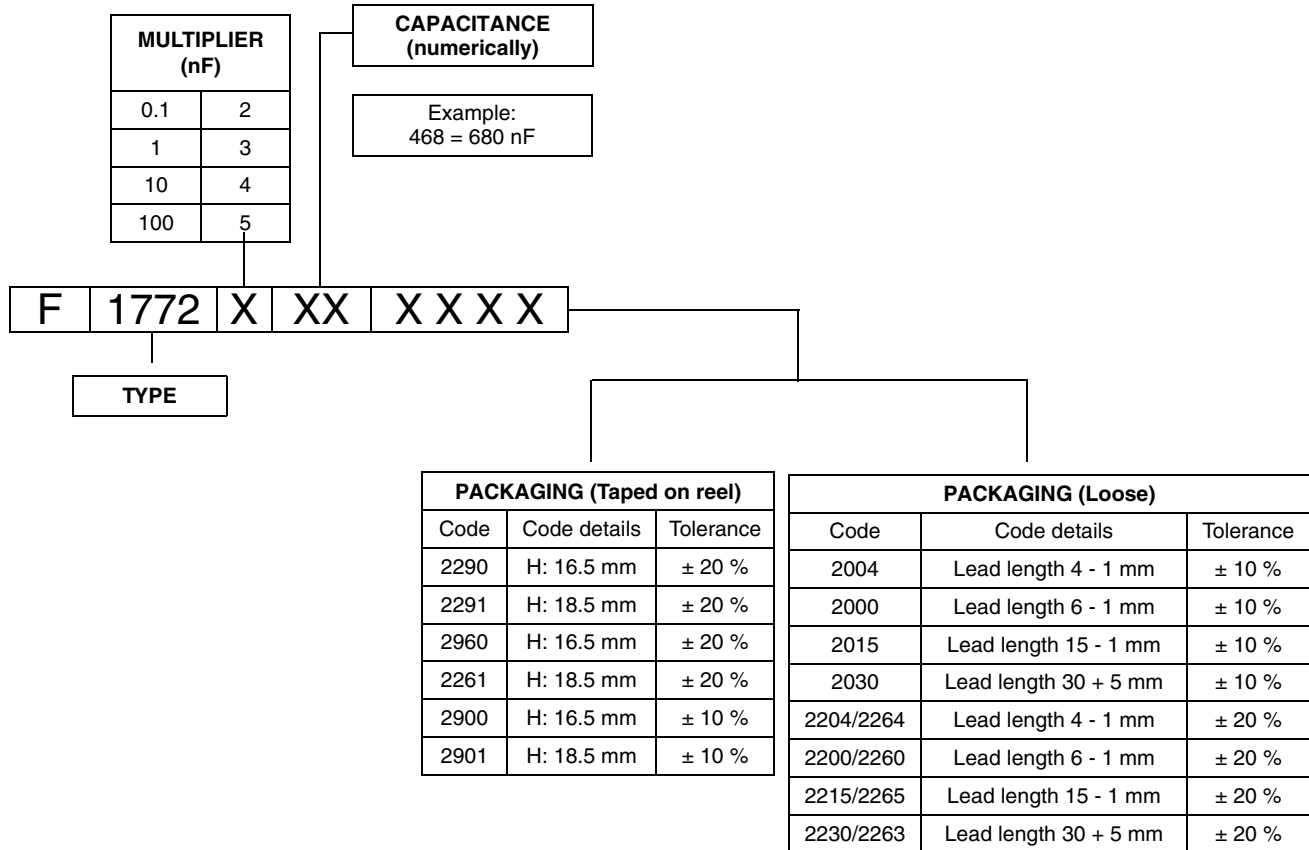 MULTIPLIER
(nF)
0.1 2
1 3
10 4
100 5
CAPACITANCE
(numerically)
Example:
468 = 680 nF
F 1772 X XX X X X X
TYPE
PACKAGING (Taped on reel)
Code Code details Tolerance
2290 H: 16.5 mm ± 20 %
2291 H: 18.5 mm ± 20 %
2960 H: 16.5 mm ± 20 %
2261 H: 18.5 mm ± 20 %
2900 H: 16.5 mm ± 10 %
2901 H: 18.5 mm ± 10 %
PACKAGING (Loose)
Code Code details Tolerance
2004 Lead length 4 - 1 mm ± 10 %
2000 Lead length 6 - 1 mm ± 10 %
2015 Lead length 15 - 1 mm ± 10 %
2030 Lead length 30 + 5 mm ± 10 %
2204/2264 Lead length 4 - 1 mm ± 20 %
2200/2260 Lead length 6 - 1 mm ± 20 %
2215/2265 Lead length 15 - 1 mm ± 20 %
2230/2263 Lead length 30 + 5 mm ± 20 %